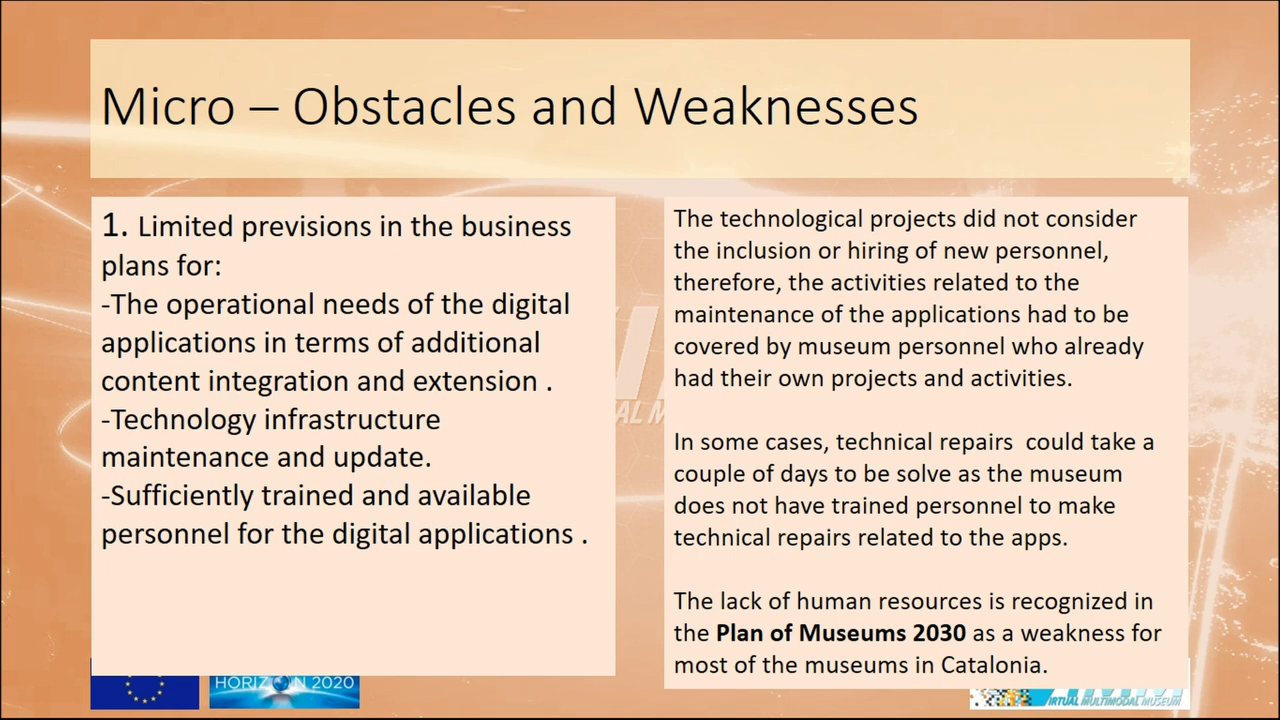 Micro – Obstacles and Weaknesses
1. Limited previsions in the business
plans for:
-The operational needs of the digital
applications in terms of additional
content integration and extension .
-Technology infrastructure
maintenance and update.
-Sufficiently trained and available
personnel for the digital applications .
The technological projects did not consider
the inclusion or hiring of new personnel,
therefore, the activities related to the
maintenance of the applications had to be
covered by museum personnel who already
had their own projects and activities.
In some cases, technical repairs  could take a
couple of days to be solve as the museum
does not have trained personnel to make
technical repairs related to the apps.
The lack of human resources is recognized in
the Plan of Museums 2030 as a weakness for
most of the museums in Catalonia.
HORIZON 2020
VIRTUAL MULTIMODAL MUSEUM